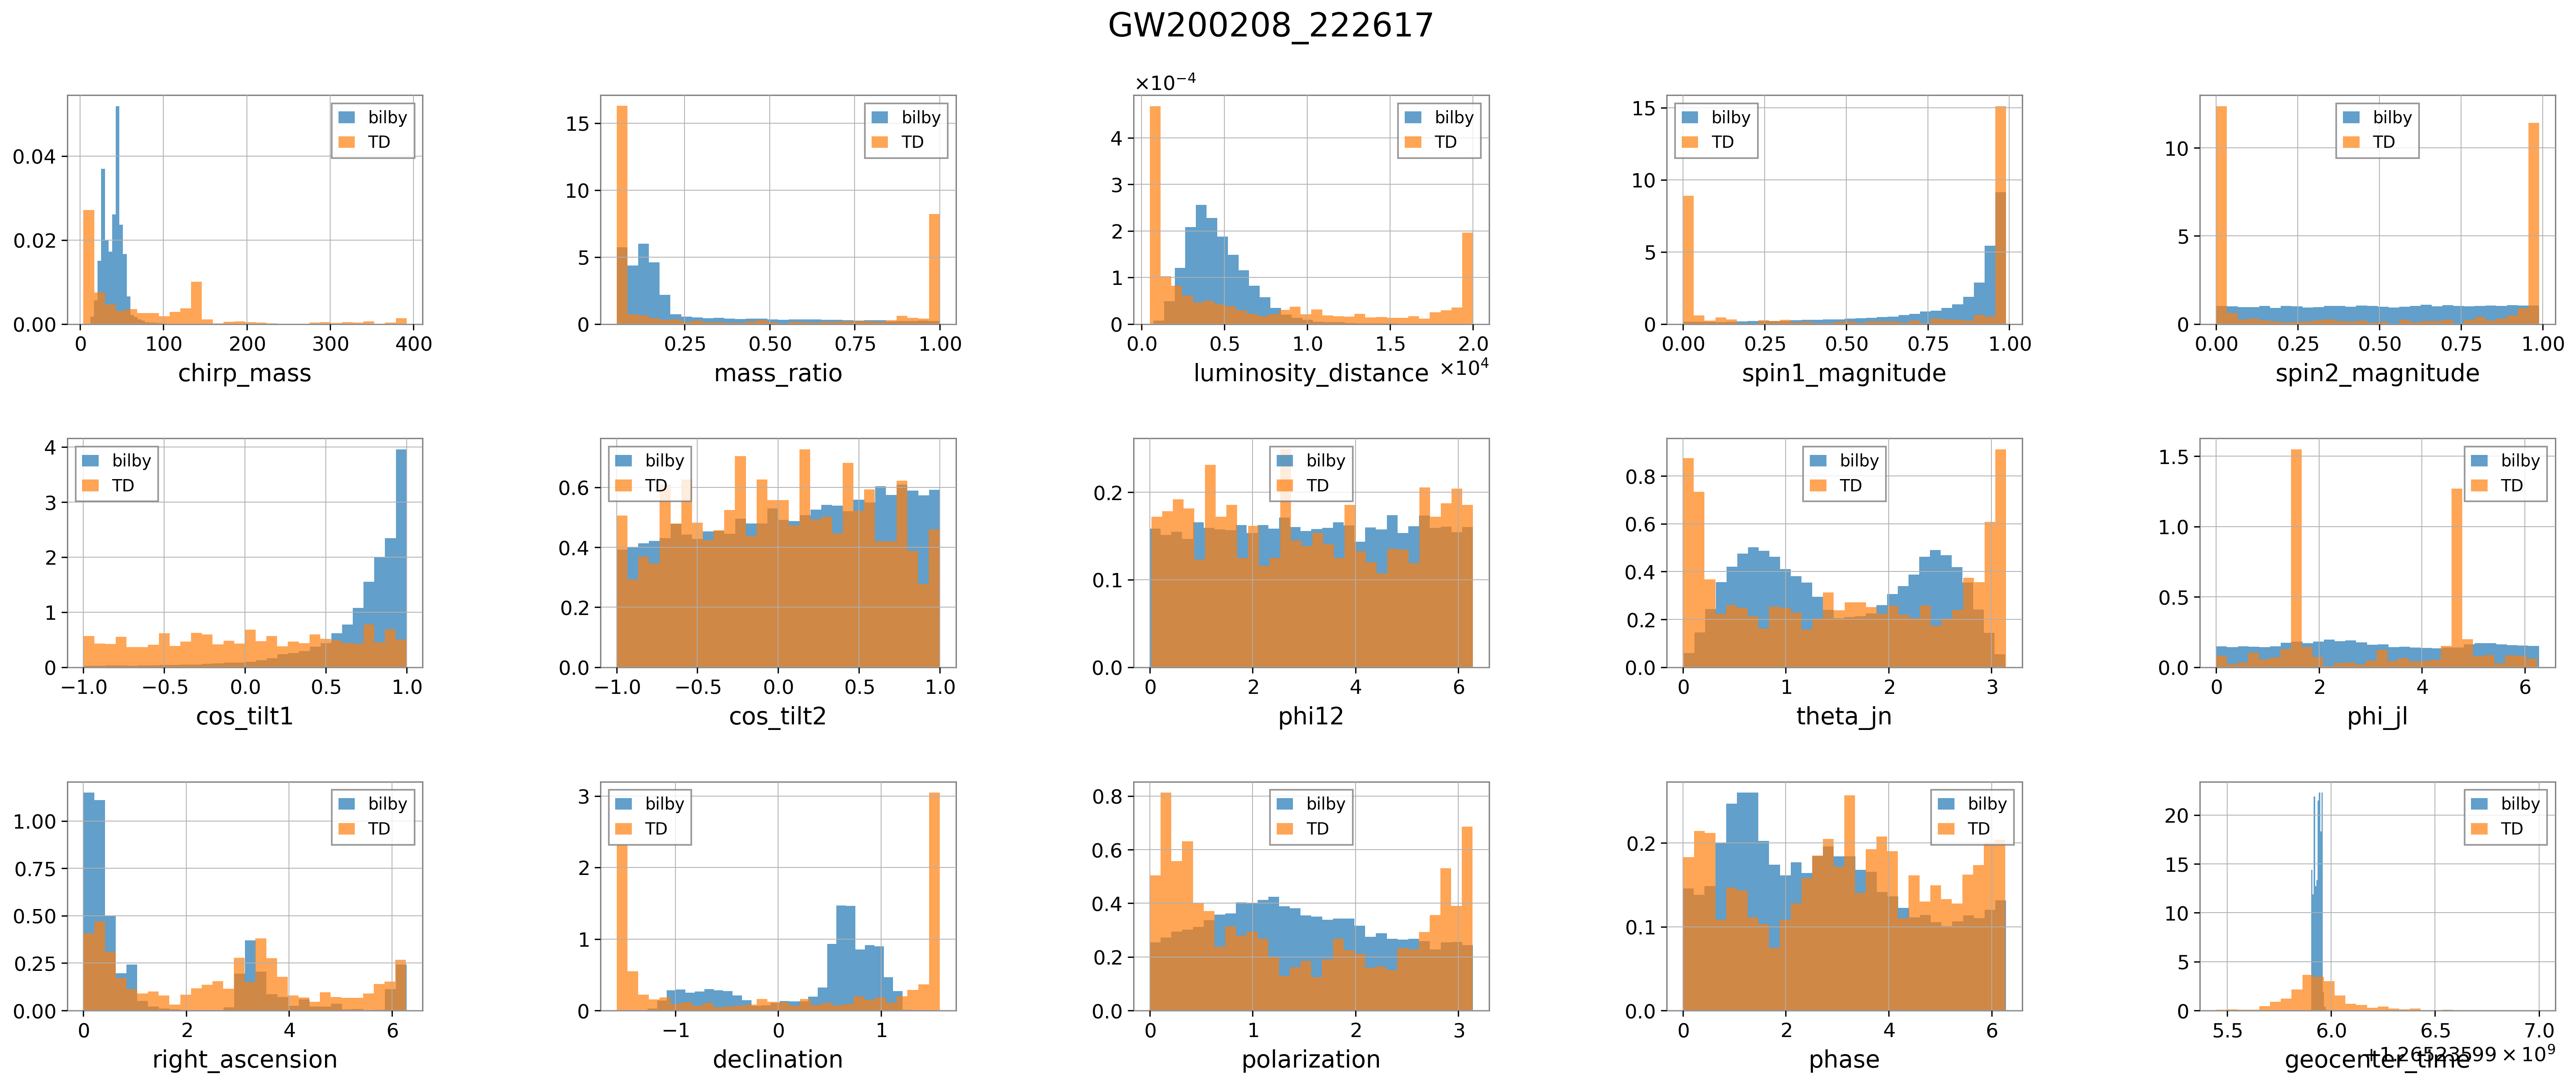 GW200208_222617
×10⁻⁴
bilby
TD
0.04
0.02
0.00
0 100 200 300 400
chirp_mass
bilby
TD
15
10
5
0
0.25 0.50 0.75 1.00
mass_ratio
bilby
TD
4
3
2
1
0
0.0 0.5 1.0 1.5 2.0
×10⁴
luminosity_distance
bilby
TD
15
10
5
0
0.00 0.25 0.50 0.75 1.00
spin1_magnitude
bilby
TD
10
5
0
0.00 0.25 0.50 0.75 1.00
spin2_magnitude
bilby
TD
4
3
2
1
0
−1.0 −0.5 0.0 0.5 1.0
cos_tilt1
bilby
TD
0.6
0.4
0.2
0.0
−1.0 −0.5 0.0 0.5 1.0
cos_tilt2
bilby
TD
0.2
0.1
0.0
0 2 4 6
phi12
bilby
TD
0.8
0.6
0.4
0.2
0.0
0 1 2 3
theta_jn
bilby
TD
1.5
1.0
0.5
0.0
0 2 4 6
phi_jl
bilby
TD
1.00
0.75
0.50
0.25
0.00
0 2 4 6
right_ascension
bilby
TD
3
2
1
0
−1 0 1
declination
bilby
TD
0.8
0.6
0.4
0.2
0.0
0 1 2 3
polarization
bilby
TD
0.2
0.1
0.0
0 2 4 6
phase
bilby
TD
20
15
10
5
0
5.5 6.0 6.5 7.0
+1.26523599 × 10⁹
geocenter_time